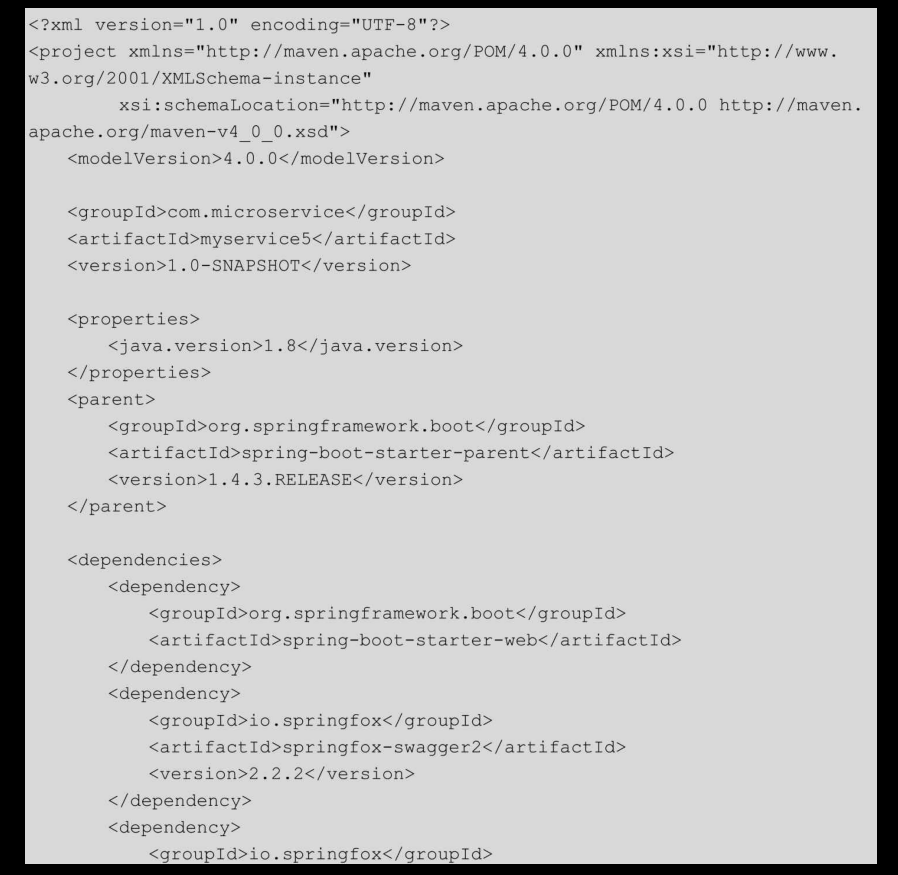 <?xml version="1.0" encoding="UTF-8"?>
<project xmlns="http://maven.apache.org/POM/4.0.0" xmlns:xsi="http://www.
w3.org/2001/XMLSchema-instance"
         xsi:schemaLocation="http://maven.apache.org/POM/4.0.0 http://maven.
apache.org/maven-v4_0_0.xsd">
    <modelVersion>4.0.0</modelVersion>

    <groupId>com.microservice</groupId>
    <artifactId>myservice5</artifactId>
    <version>1.0-SNAPSHOT</version>

    <properties>
        <java.version>1.8</java.version>
    </properties>
    <parent>
        <groupId>org.springframework.boot</groupId>
        <artifactId>spring-boot-starter-parent</artifactId>
        <version>1.4.3.RELEASE</version>
    </parent>

    <dependencies>
        <dependency>
            <groupId>org.springframework.boot</groupId>
            <artifactId>spring-boot-starter-web</artifactId>
        </dependency>
        <dependency>
            <groupId>io.springfox</groupId>
            <artifactId>springfox-swagger2</artifactId>
            <version>2.2.2</version>
        </dependency>
        <dependency>
            <groupId>io.springfox</groupId>